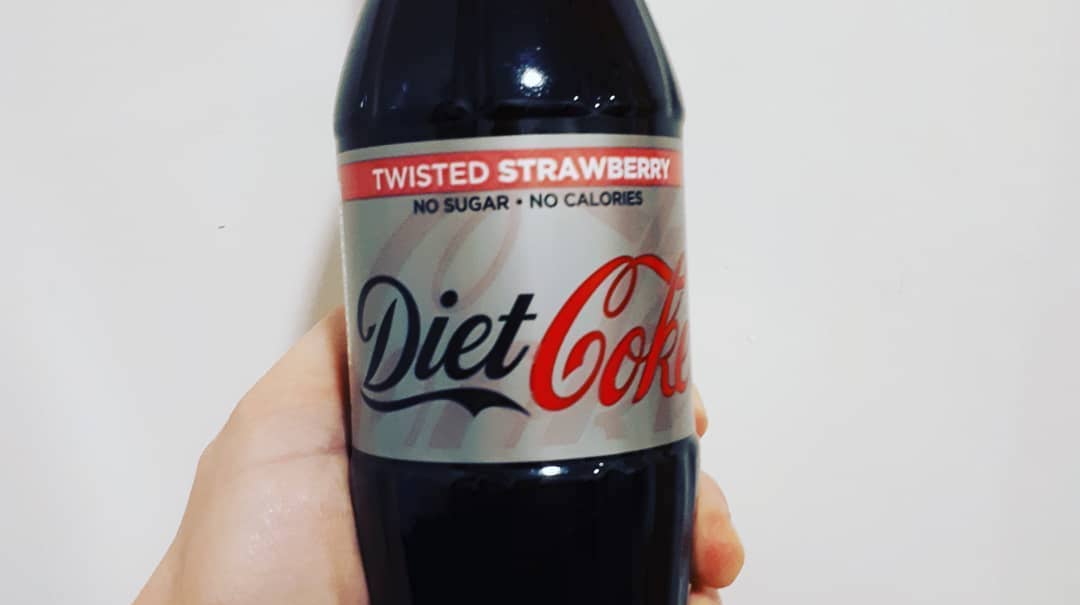 TWISTED STRAWBERRY
NO SUGAR • NO CALORIES
Diet Coke